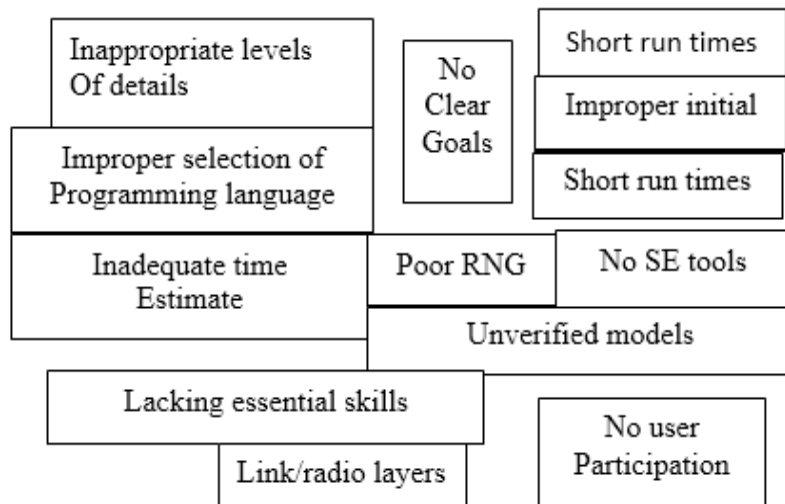 Inappropriate levels
Of details
No
Clear
Goals
Short run times
Improper initial
Improper selection of
Programming language
Short run times
Inadequate time
Estimate
Poor RNG
No SE tools
Unverified models
Lacking essential skills
No user
Participation
Link/radio layers